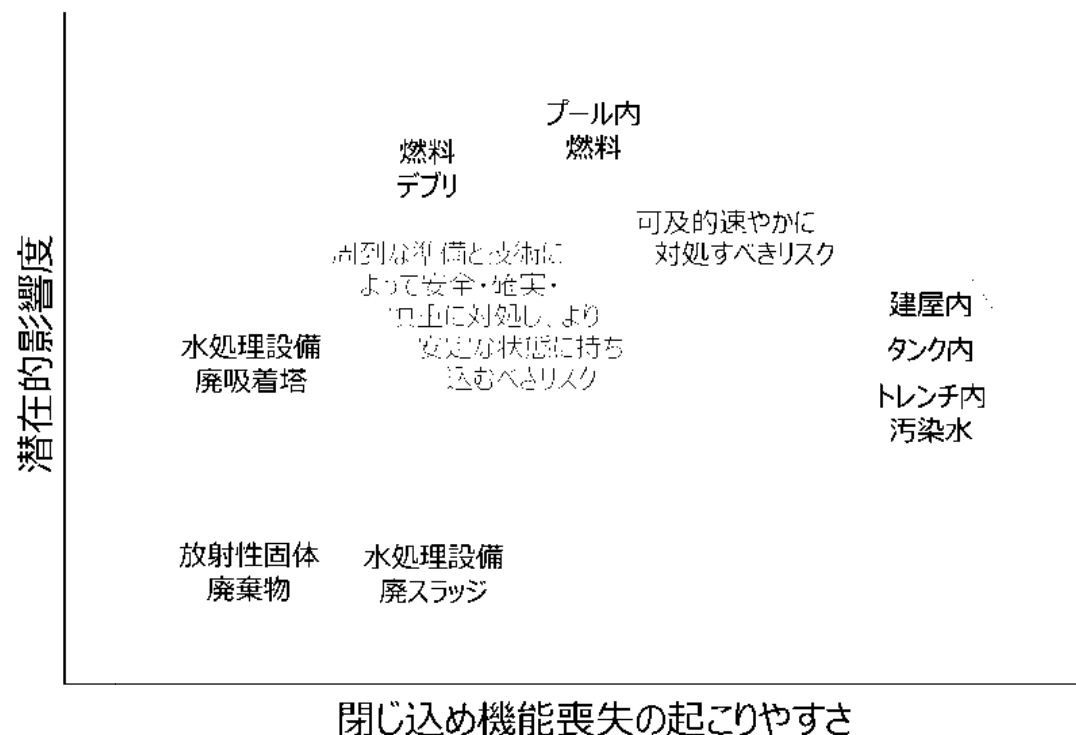 プール内
燃料
燃料
デブリ
可及的速やかに
対処すべきリスク
周到な準備と技術に
よって安全・確実・
慎重に対処し、より
安定な状態に持ち
込むべきリスク
建屋内
タンク内
トレンチ内
汚染水
水処理設備
廃吸着塔
放射性固体
廃棄物
水処理設備
廃スラッジ
潜在的影響度
閉じ込め機能喪失の起こりやすさ